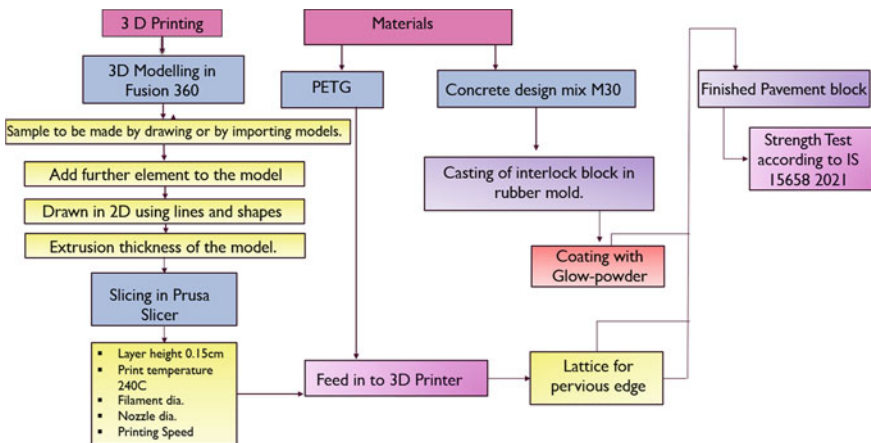 3 D Printing
3D Modelling in
Fusion 360
Sample to be made by drawing or by importing models.
Add further element to the model
Drawn in 2D using lines and shapes
Extrusion thickness of the model.
Slicing in Prusa
Slicer
▪ Layer height 0.15cm
▪ Print temperature
240C
▪ Filament dia.
▪ Nozzle dia.
▪ Printing Speed
Materials
PETG
Concrete design mix M30
Casting of interlock block in
rubber mold.
Coating with
Glow-powder
Feed in to 3D Printer
Lattice for
pervious edge
Finished Pavement block
Strength Test
according to IS
15658 2021